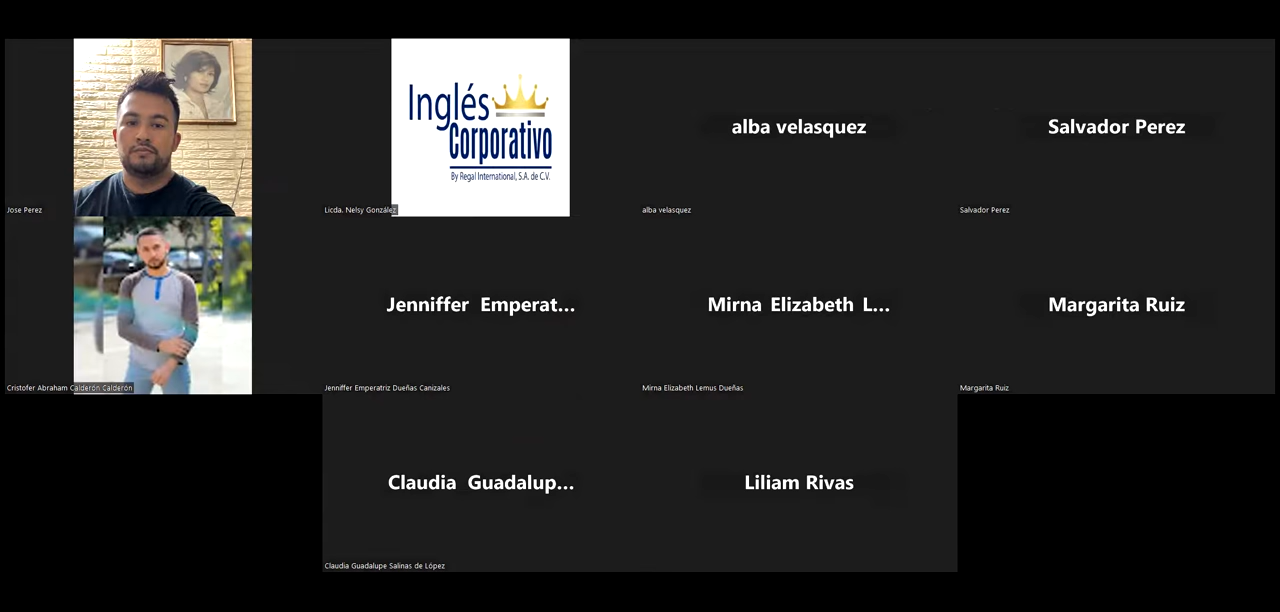 Jose Perez
Inglés
Corporativo
By Regal International, S.A. de C.V.
Licda. Nelsy González
alba velasquez
alba velasquez
Salvador Perez
Salvador Perez
Cristofer Abraham Calderón Calderón
Jenniffer Emperat...
Jenniffer Emperatriz Dueñas Canizales
Mirna Elizabeth L...
Mirna Elizabeth Lemus Dueñas
Margarita Ruiz
Margarita Ruiz
Claudia Guadalup...
Claudia Guadalupe Salinas de López
Liliam Rivas